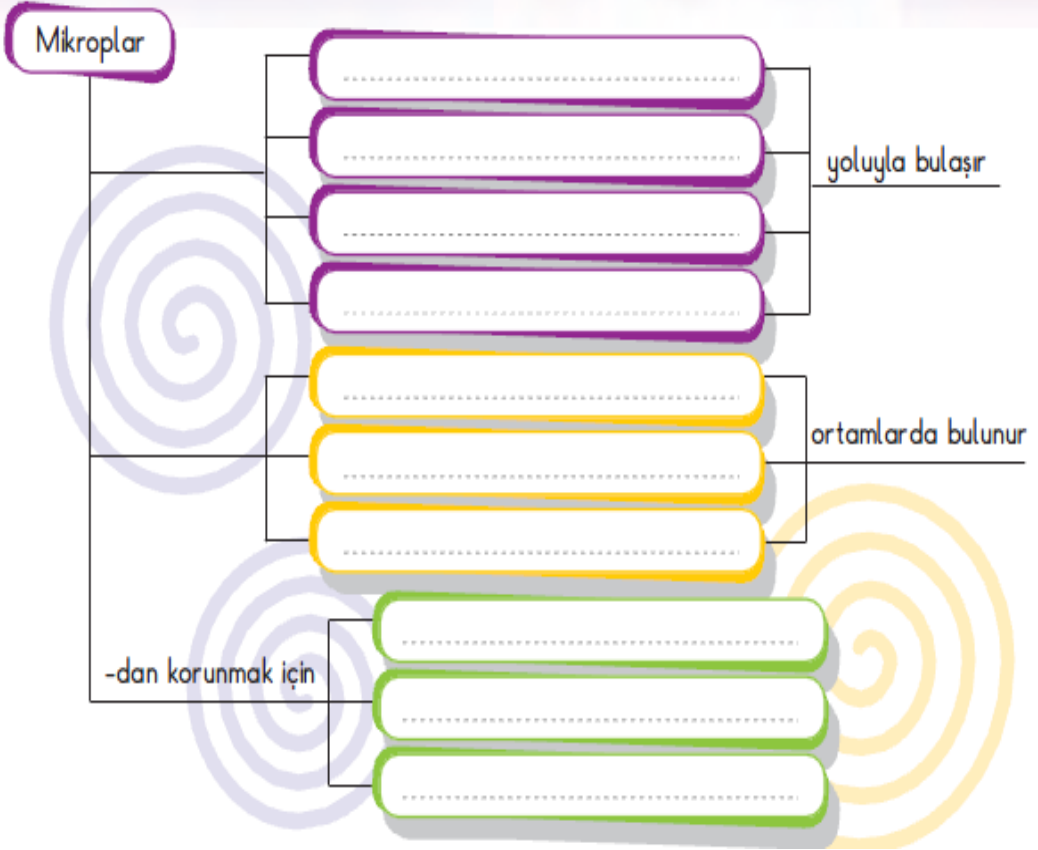 Mikroplar
yoluyla bulaşır
ortamlarda bulunur
-dan korunmak için